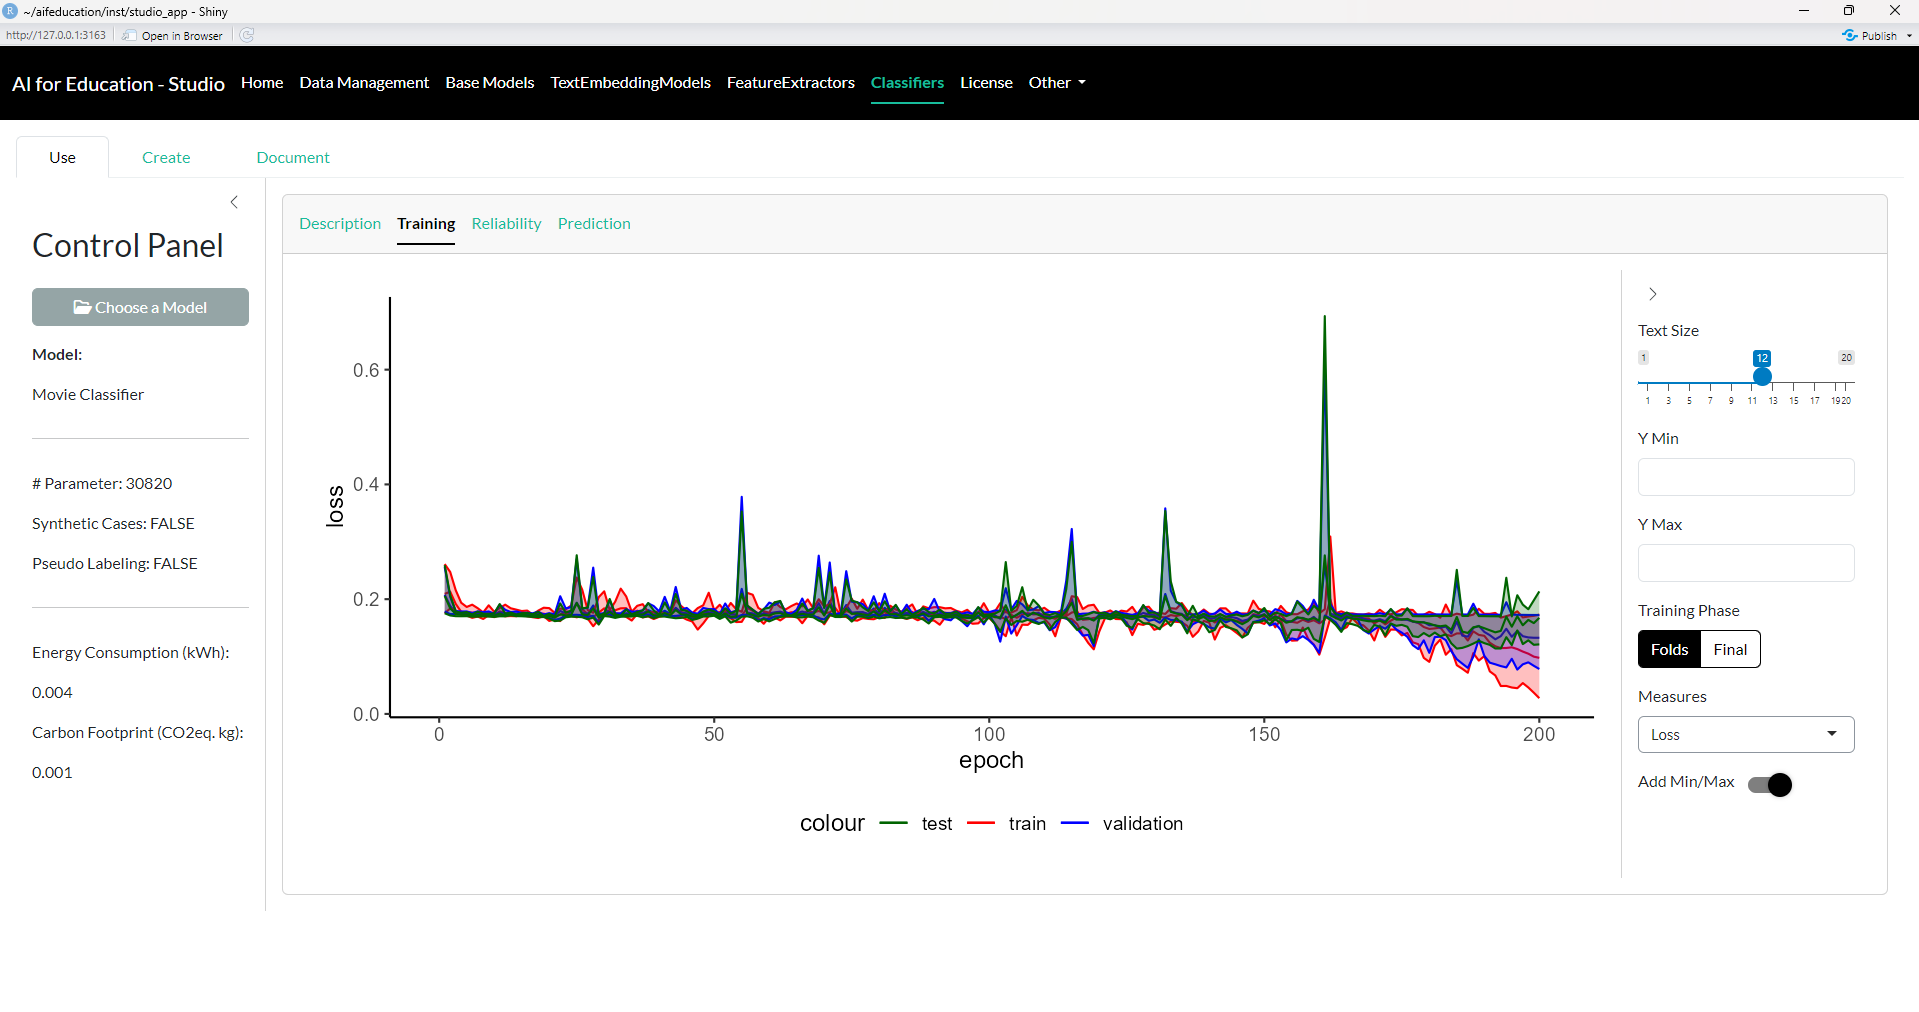 ~/aifeducation/inst/studio_app - Shiny
http://127.0.0.1:3163 Open in Browser Publish
AI for Education - Studio Home Data Management Base Models TextEmbeddingModels FeatureExtractors Classifiers License Other
Use Create Document
Control Panel
Choose a Model
Model:
Movie Classifier
# Parameter: 30820
Synthetic Cases: FALSE
Pseudo Labeling: FALSE
Energy Consumption (kWh):
0.004
Carbon Footprint (CO2eq. kg):
0.001
Description Training Reliability Prediction
loss
0.6
0.4
0.2
0.0
0 50 100 150 200
epoch
colour test train validation
Text Size
1 12 20
1 3 5 7 9 11 13 15 17 19 20
Y Min
Y Max
Training Phase
Folds Final
Measures
Loss
Add Min/Max